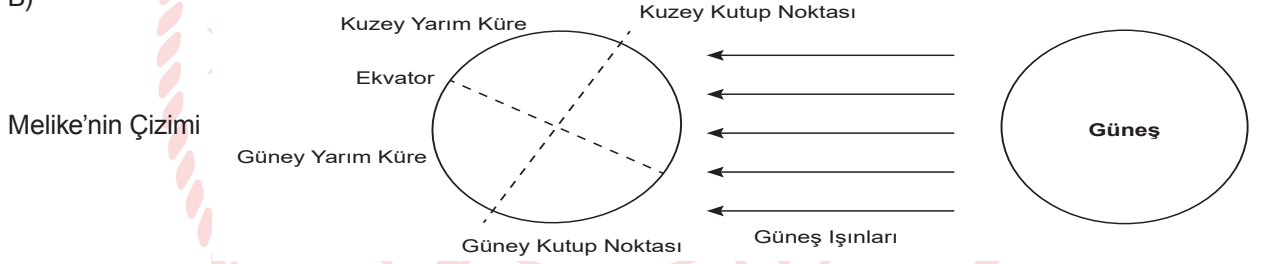 B)
Kuzey Kutup Noktası
Kuzey Yarım Küre
Ekvator
Melike'nin Çizimi
Güneş
Güney Yarım Küre
Güneş Işınları
Güney Kutup Noktası